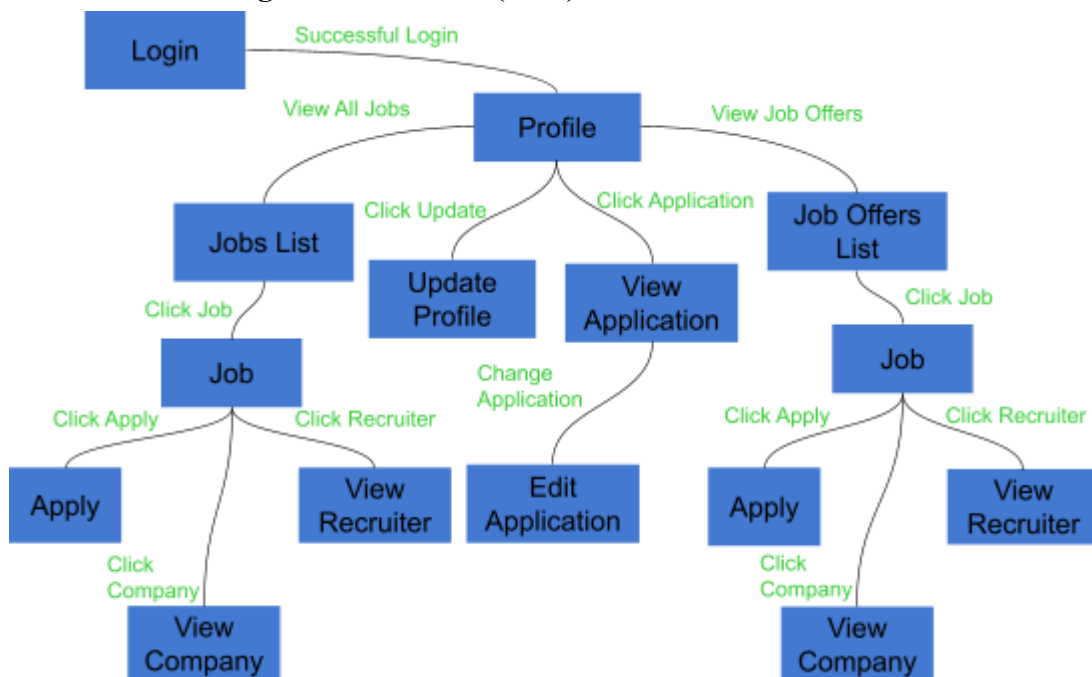 Login
Successful Login
View All Jobs
Profile
View Job Offers
Click Update
Click Application
Jobs List
Job Offers
List
Update
Profile
View
Application
Click Job
Click Job
Job
Change
Application
Job
Click Apply
Click Recruiter
Click Apply
Click Recruiter
Apply
View
Recruiter
Edit
Application
Apply
View
Recruiter
Click
Company
Click
Company
View
Company
View
Company